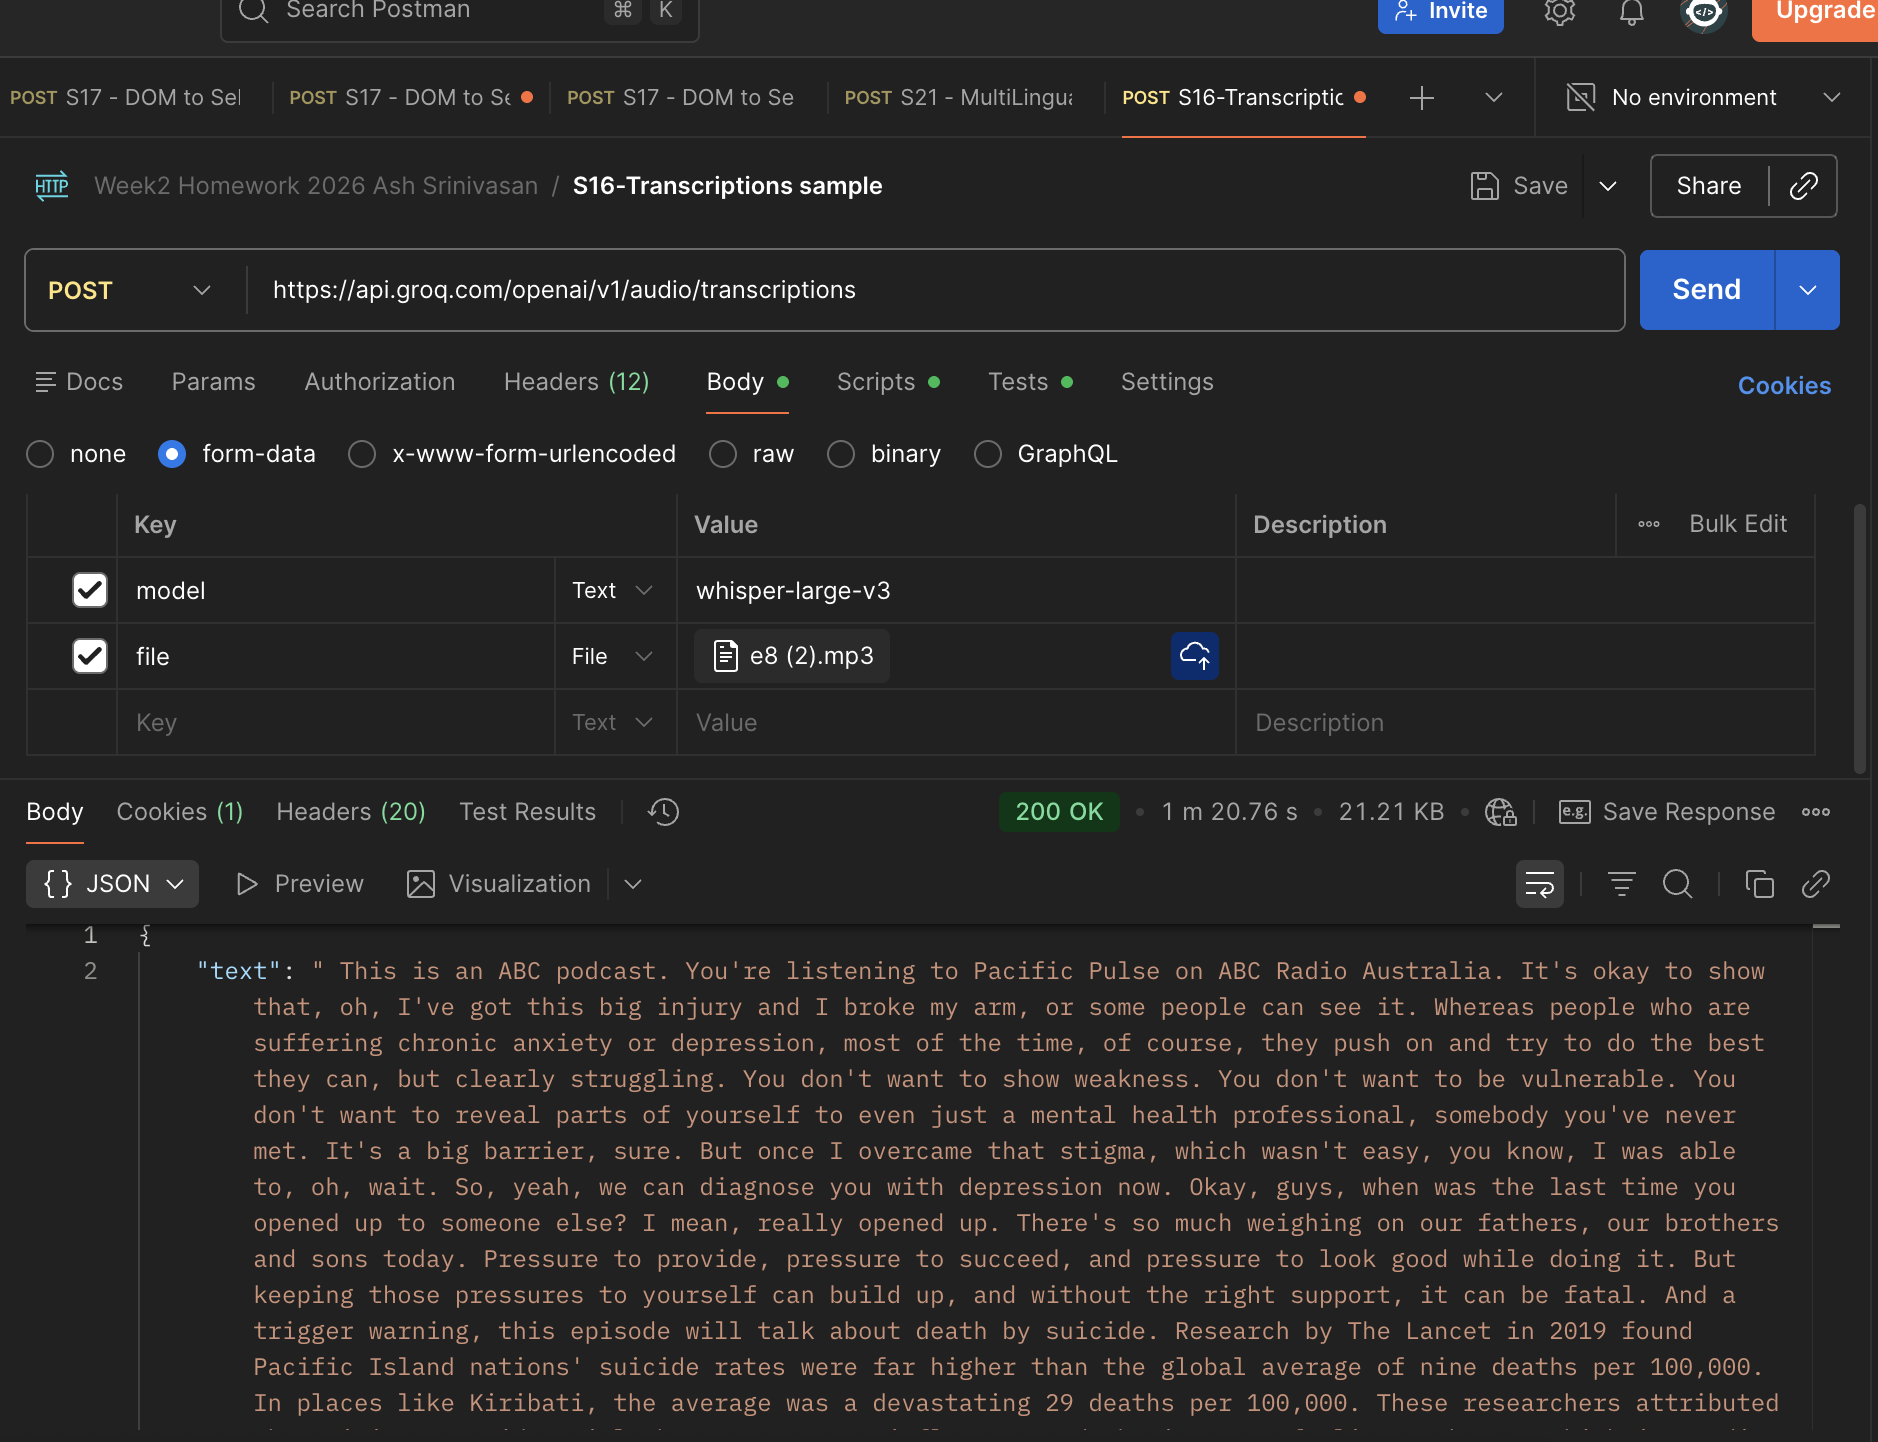 Search Postman ⌘ K Invite Upgrade
POST S17 - DOM to Sel POST S17 - DOM to Se POST S17 - DOM to Se POST S21 - MultiLingua POST S16-Transcriptic No environment
HTTP Week2 Homework 2026 Ash Srinivasan / S16-Transcriptions sample Save Share
POST https://api.groq.com/openai/v1/audio/transcriptions Send
Docs Params Authorization Headers (12) Body Scripts Tests Settings Cookies
none form-data x-www-form-urlencoded raw binary GraphQL
Key Value Description Bulk Edit
model Text whisper-large-v3
file File e8 (2).mp3
Key Text Value Description
Body Cookies (1) Headers (20) Test Results 200 OK • 1 m 20.76 s • 21.21 KB • e.g. Save Response
{} JSON Preview Visualization
1 {
2 "text": " This is an ABC podcast. You're listening to Pacific Pulse on ABC Radio Australia. It's okay to show
that, oh, I've got this big injury and I broke my arm, or some people can see it. Whereas people who are
suffering chronic anxiety or depression, most of the time, of course, they push on and try to do the best
they can, but clearly struggling. You don't want to show weakness. You don't want to be vulnerable. You
don't want to reveal parts of yourself to even just a mental health professional, somebody you've never
met. It's a big barrier, sure. But once I overcame that stigma, which wasn't easy, you know, I was able
to, oh, wait. So, yeah, we can diagnose you with depression now. Okay, guys, when was the last time you
opened up to someone else? I mean, really opened up. There's so much weighing on our fathers, our brothers
and sons today. Pressure to provide, pressure to succeed, and pressure to look good while doing it. But
keeping those pressures to yourself can build up, and without the right support, it can be fatal. And a
trigger warning, this episode will talk about death by suicide. Research by The Lancet in 2019 found
Pacific Island nations' suicide rates were far higher than the global average of nine deaths per 100,000.
In places like Kiribati, the average was a devastating 29 deaths per 100,000. These researchers attributed